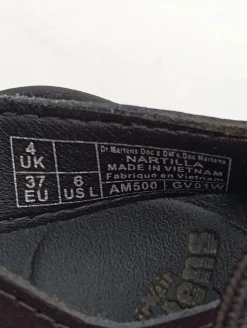 4 UK
Dr Martens Doc's DM's Doc Martens
NARTILLA
MADE IN VIETNAM
Fabriqué en Vietnam
37 EU
6 US L
AM500
GV01W